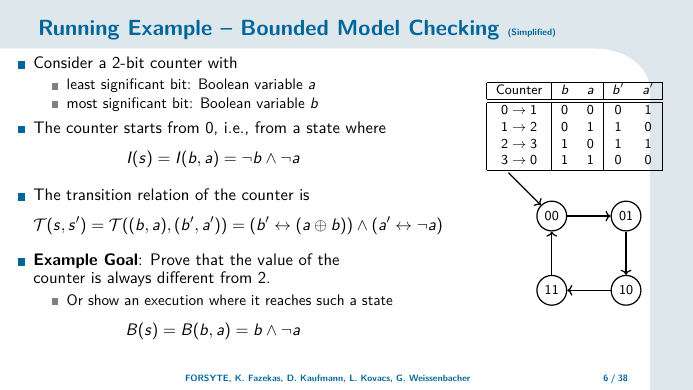 Running Example – Bounded Model Checking (Simplified)
Consider a 2-bit counter with
least significant bit: Boolean variable a
most significant bit: Boolean variable b
The counter starts from 0, i.e., from a state where
I(s) = I(b, a) = ¬b ∧ ¬a
The transition relation of the counter is
𝒯(s, s′) = 𝒯((b, a), (b′, a′)) = (b′ ↔ (a ⊕ b)) ∧ (a′ ↔ ¬a)
Example Goal: Prove that the value of the
counter is always different from 2.
Or show an execution where it reaches such a state
B(s) = B(b, a) = b ∧ ¬a
Counter b a b′ a′
0 → 1 0 0 0 1
1 → 2 0 1 1 0
2 → 3 1 0 1 1
3 → 0 1 1 0 0
00 01
11 10
FORSYTE, K. Fazekas, D. Kaufmann, L. Kovacs, G. Weissenbacher 6 / 38